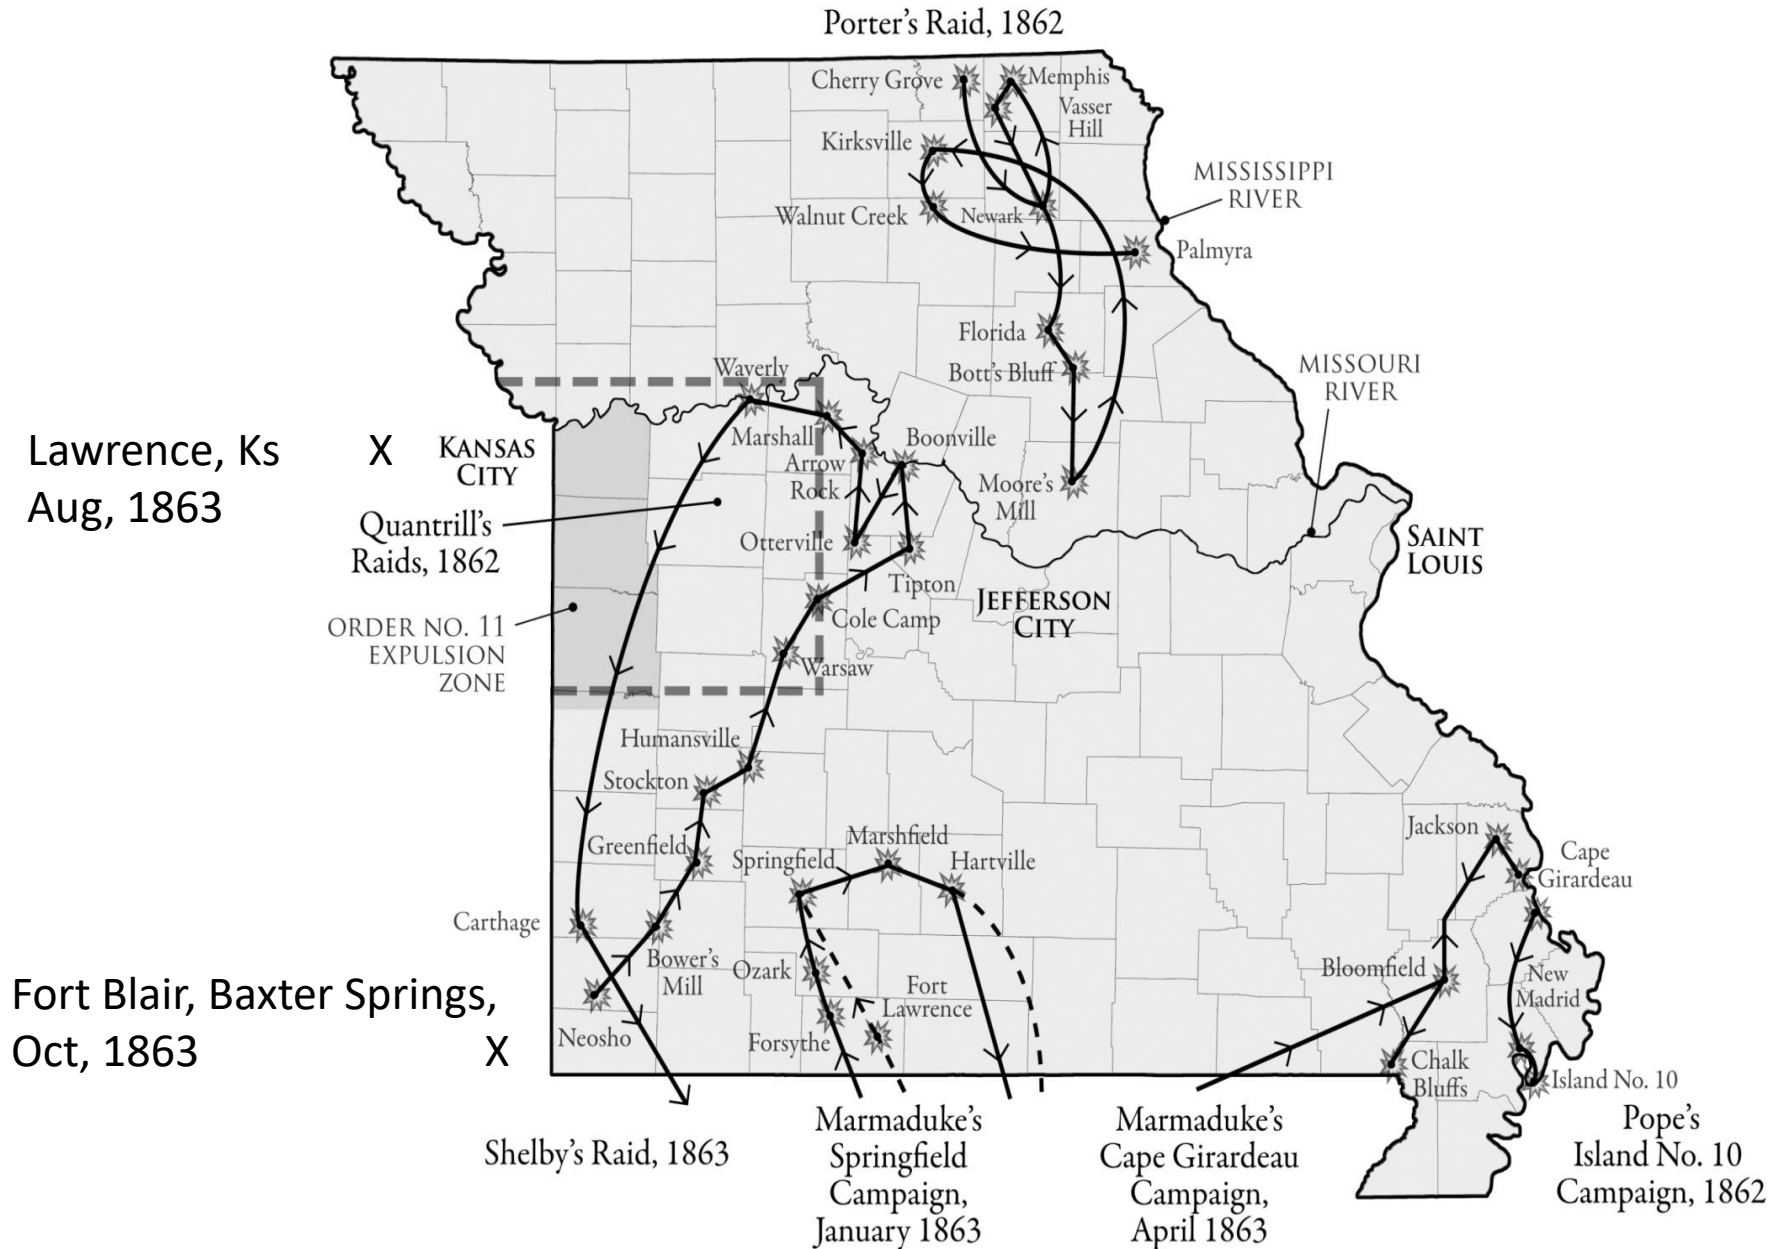 Porter's Raid, 1862
Cherry Grove
Memphis
Vasser
Hill
Kirksville
MISSISSIPPI
RIVER
Walnut Creek
Newark
Palmyra
Florida
Bott's Bluff
MISSOURI
RIVER
Waverly
Lawrence, Ks
Aug, 1863
X
KANSAS
CITY
Marshall
Arrow
Rock
Boonville
Moore's
Mill
Quantrill's
Raids, 1862
Otterville
Tipton
SAINT
LOUIS
JEFFERSON
CITY
ORDER NO. 11
EXPULSION
ZONE
Cole Camp
Warsaw
Humansville
Stockton
Greenfield
Springfield
Marshfield
Hartville
Jackson
Cape
Girardeau
Carthage
Bower's
Mill
Ozark
Fort
Lawrence
Bloomfield
New
Madrid
Fort Blair, Baxter Springs,
Oct, 1863
X
Neosho
Forsythe
Chalk
Bluffs
Island No. 10
Shelby's Raid, 1863
Marmaduke's
Springfield
Campaign,
January 1863
Marmaduke's
Cape Girardeau
Campaign,
April 1863
Pope's
Island No. 10
Campaign, 1862